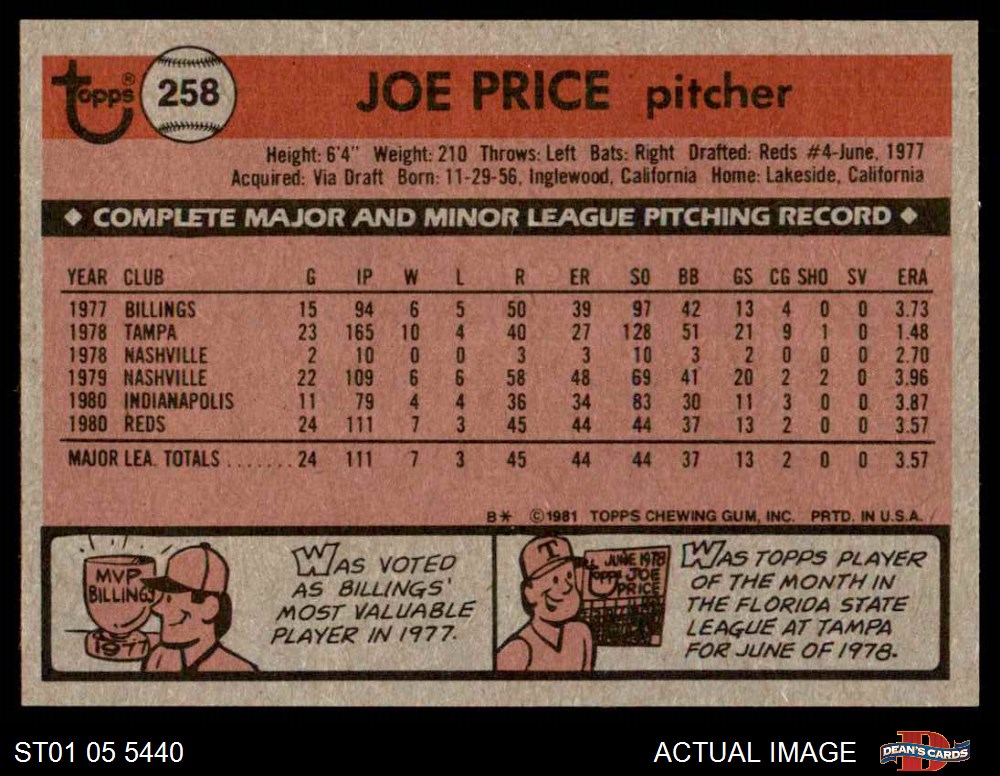 topps® 258 JOE PRICE pitcher
Height: 6'4" Weight: 210 Throws: Left Bats: Right Drafted: Reds #4-June, 1977
Acquired: Via Draft Born: 11-29-56, Inglewood, California Home: Lakeside, California
◆ COMPLETE MAJOR AND MINOR LEAGUE PITCHING RECORD ◆
YEAR CLUB G IP W L R ER SO BB GS CG SHO SV ERA
1977 BILLINGS 15 94 6 5 50 39 97 42 13 4 0 0 3.73
1978 TAMPA 23 165 10 4 40 27 128 51 21 9 1 0 1.48
1978 NASHVILLE 2 10 0 0 3 3 10 3 2 0 0 0 2.70
1979 NASHVILLE 22 109 6 6 58 48 69 41 20 2 2 0 3.96
1980 INDIANAPOLIS 11 79 4 4 36 34 83 30 11 3 0 0 3.87
1980 REDS 24 111 7 3 45 44 44 37 13 2 0 0 3.57
MAJOR LEA. TOTALS ....... 24 111 7 3 45 44 44 37 13 2 0 0 3.57
B* ©1981 TOPPS CHEWING GUM, INC. PRTD. IN U.S.A.
MVP
BILLINGS
1977
WAS VOTED
AS BILLINGS'
MOST VALUABLE
PLAYER IN 1977.
T
JUNE 1978
topps JOE
PRICE
WAS TOPPS PLAYER
OF THE MONTH IN
THE FLORIDA STATE
LEAGUE AT TAMPA
FOR JUNE OF 1978.
ST01 05 5440
ACTUAL IMAGE
D
DEAN'S CARDS